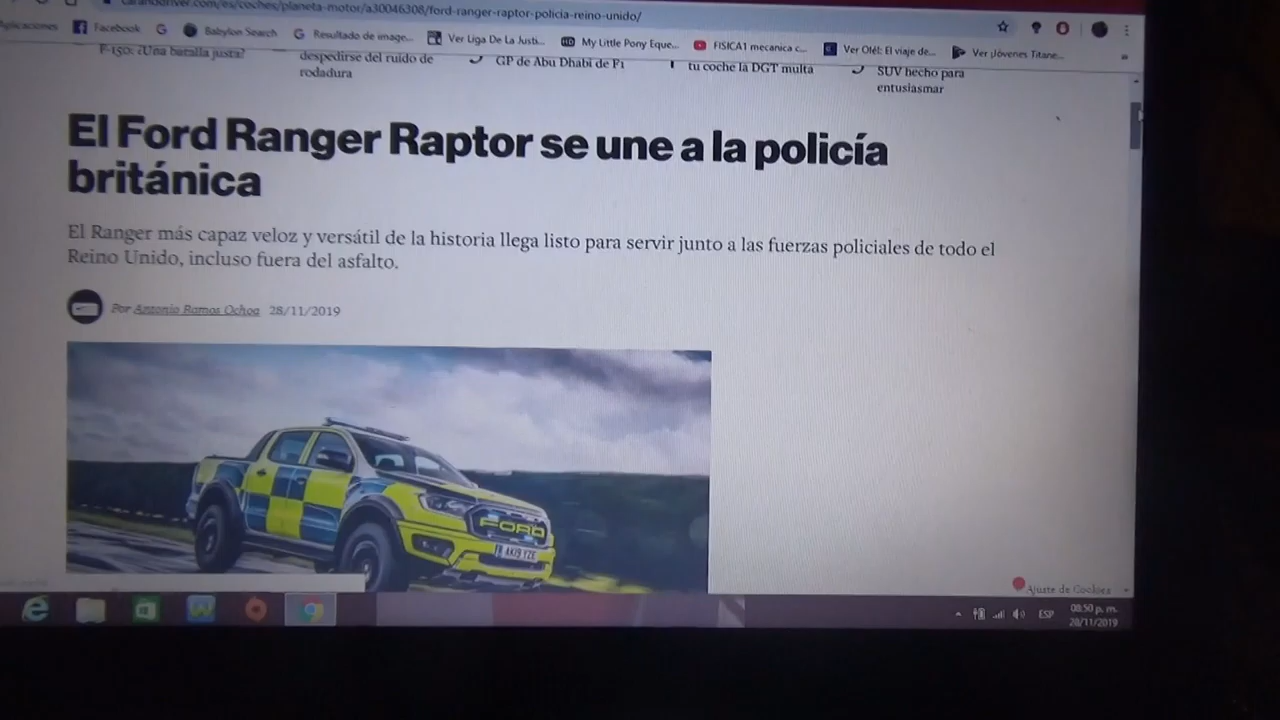 carandriver.com/es/coches/planeta-motor/a30046308/ford-ranger-raptor-policia-reino-unido/
Aplicaciones Facebook Babylon Search Resultado de image... Ver Liga De La Justi... My Little Pony Eque... FISICA1 mecanica c... Ver Olé!: El viaje de... Ver Jóvenes Titane... »
F-150: ¿Una batalla justa? despedirse del ruido de GP de Abu Dhabi de F1 tu coche la DGT multa SUV hecho para
rodadura entusiasmar
El Ford Ranger Raptor se une a la policía
británica
El Ranger más capaz veloz y versátil de la historia llega listo para servir junto a las fuerzas policiales de todo el
Reino Unido, incluso fuera del asfalto.
Por Antonio Ramos Ochoa 28/11/2019
FORD
AK19 YZE
Ajuste de Cookies
ESP 08:50 p. m.
28/11/2019